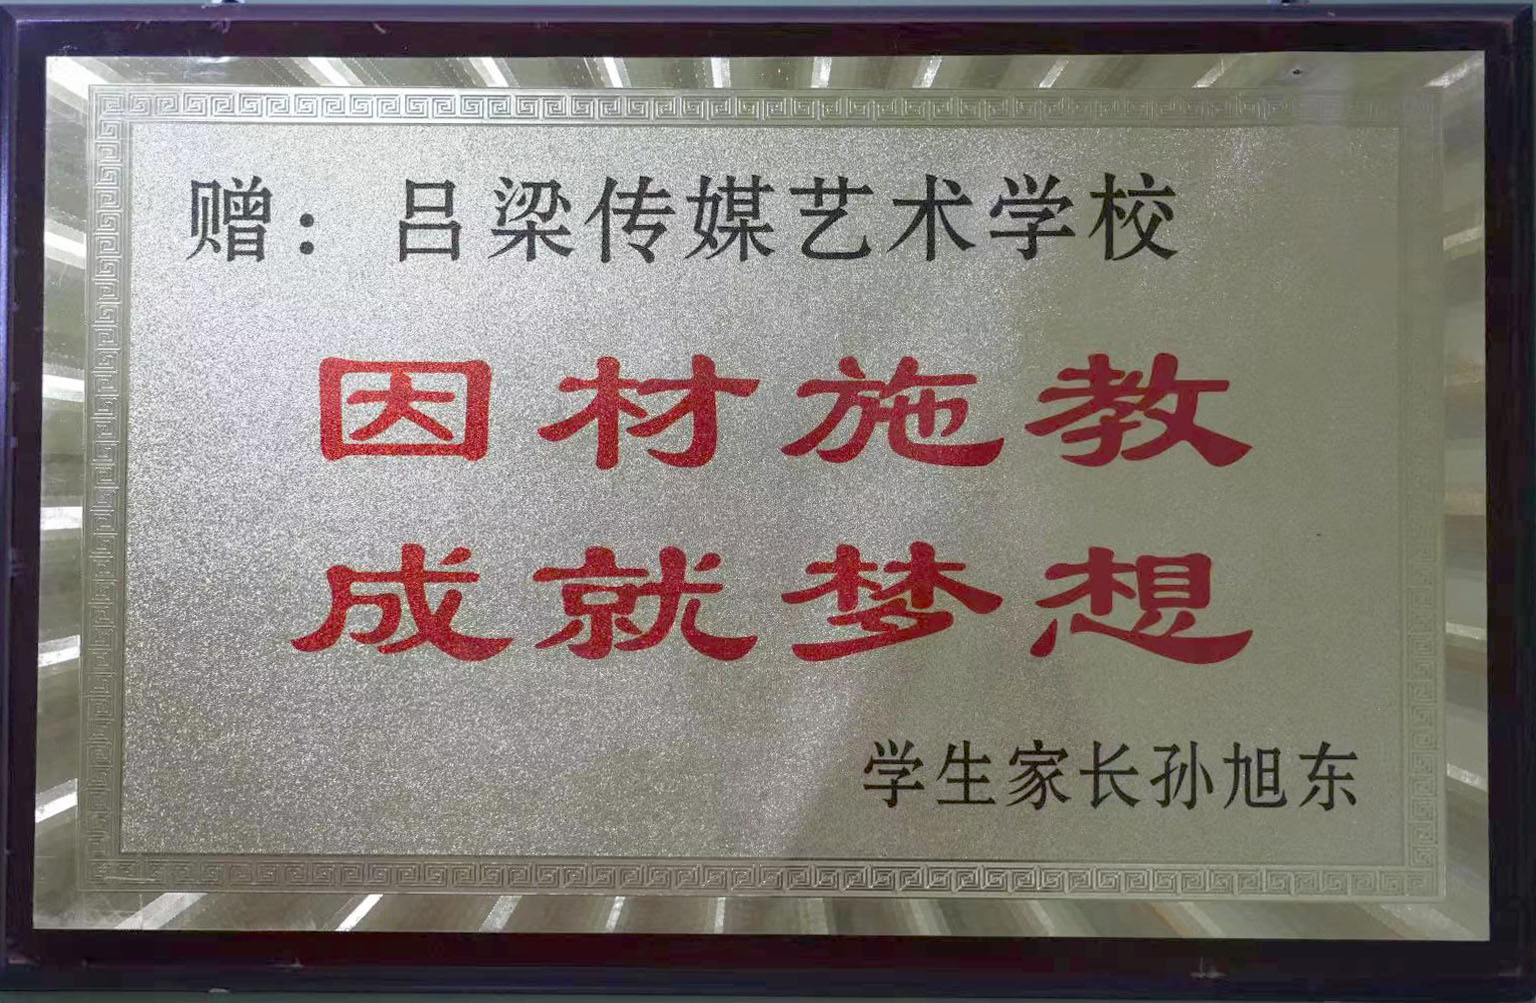 赠：吕梁传媒艺术学校
因材施教
成就梦想
学生家长孙旭东